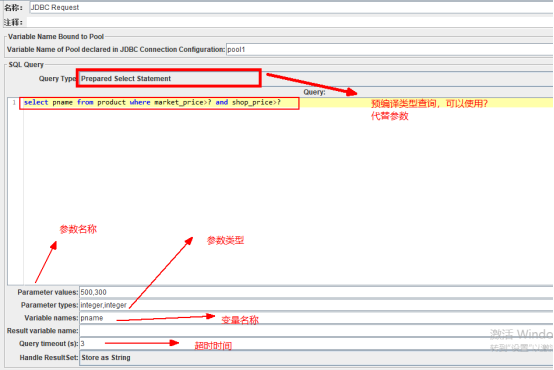 名称: JDBC Request
注释:
Variable Name Bound to Pool
Variable Name of Pool declared in JDBC Connection Configuration: pool1
SQL Query
Query Type: Prepared Select Statement
Query:
1 select pname from product where market_price>? and shop_price>?
预编译类型查询，可以使用?
代替参数
参数名称
参数类型
Parameter values: 500,300
Parameter types: integer,integer
Variable names: pname
变量名称
Result variable name:
Query timeout (s): 3
超时时间
Handle ResultSet: Store as String
激活 Windo
转到"设置"以激